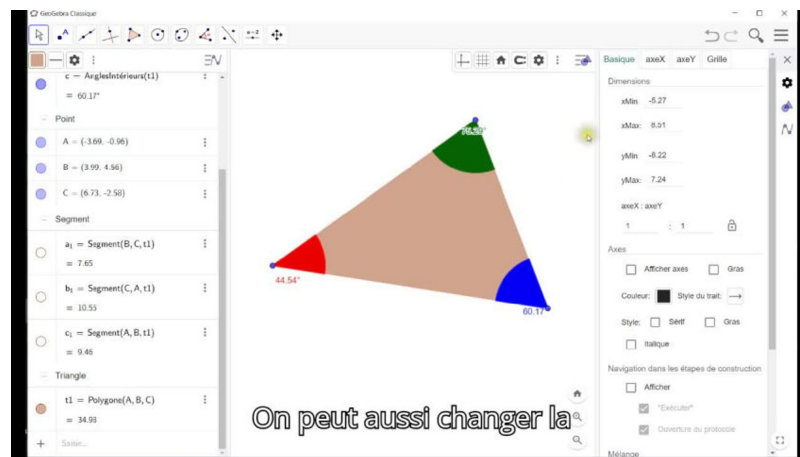 GeoGebra Classique
c = AnglesIntérieurs(t1)
= 60.17°
Point
A = (-3.69, -0.96)
B = (3.99, 4.56)
C = (6.73, -2.58)
Segment
a₁ = Segment(B, C, t1)
= 7.65
b₁ = Segment(C, A, t1)
= 10.55
c₁ = Segment(A, B, t1)
= 9.46
Triangle
t1 = Polygone(A, B, C)
= 34.93
Saisie...
75.29°
44.54°
60.17°
On peut aussi changer la
Basique axeX axeY Grille
Dimensions
xMin -5.27
xMax: 8.51
yMin -8.22
yMax: 7.24
axeX : axeY
1 : 1
Axes
Afficher axes Gras
Couleur: Style du trait:
Style: Sérif Gras
Italique
Navigation dans les étapes de construction
Afficher
"Exécuter"
Ouverture du protocole
Mélange